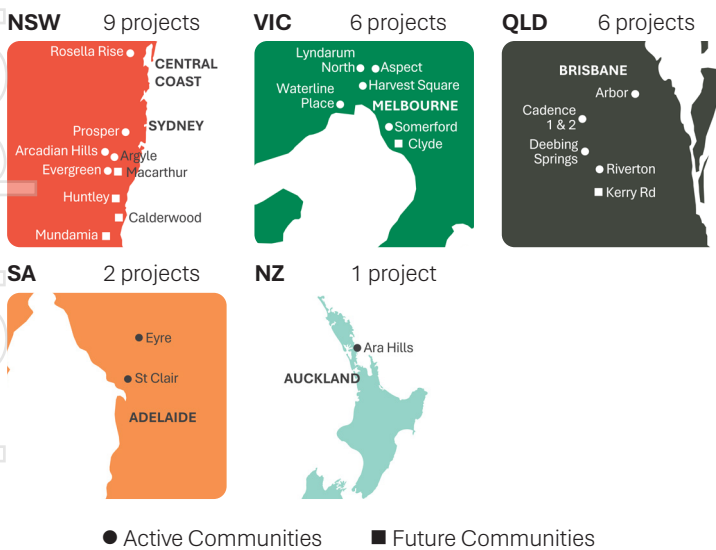 NSW 9 projects
Rosella Rise
CENTRAL
COAST
Prosper
SYDNEY
Arcadian Hills
Argyle
Evergreen
Macarthur
Huntley
Calderwood
Mundamia
VIC 6 projects
Lyndarum
North
Aspect
Harvest Square
Waterline
Place
MELBOURNE
Somerford
Clyde
QLD 6 projects
BRISBANE
Arbor
Cadence
1 & 2
Deebing
Springs
Riverton
Kerry Rd
SA 2 projects
Eyre
St Clair
ADELAIDE
NZ 1 project
Ara Hills
AUCKLAND
Active Communities
Future Communities